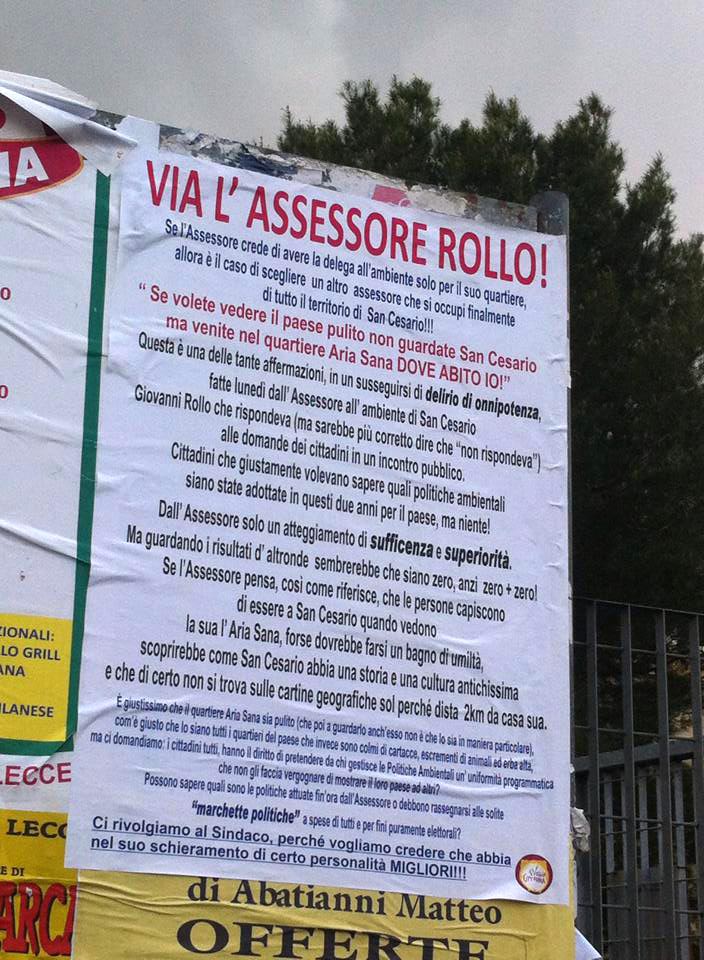 VIA L' ASSESSORE ROLLO!
Se l'Assessore crede di avere la delega all'ambiente solo per il suo quartiere,
allora è il caso di scegliere un altro assessore che si occupi finalmente
di tutto il territorio di San Cesario!!!
“ Se volete vedere il paese pulito non guardate San Cesario
ma venite nel quartiere Aria Sana DOVE ABITO IO!”
Questa è una delle tante affermazioni, in un susseguirsi di delirio di onnipotenza,
fatte lunedì dall' Assessore all' ambiente di San Cesario
Giovanni Rollo che rispondeva (ma sarebbe più corretto dire che “non rispondeva”)
alle domande dei cittadini in un incontro pubblico.
Cittadini che giustamente volevano sapere quali politiche ambientali
siano state adottate in questi due anni per il paese, ma niente!
Dall' Assessore solo un atteggiamento di sufficenza e superiorità.
Ma guardando i risultati d' altronde sembrerebbe che siano zero, anzi zero + zero!
Se l'Assessore pensa, così come riferisce, che le persone capiscono
di essere a San Cesario quando vedono
la sua l' Aria Sana, forse dovrebbe farsi un bagno di umiltà,
scoprirebbe come San Cesario abbia una storia e una cultura antichissima
e che di certo non si trova sulle cartine geografiche sol perché dista 2km da casa sua.
È giustissimo che il quartiere Aria Sana sia pulito (che poi a guardarlo anch'esso non è che lo sia in maniera particolare),
com'è giusto che lo siano tutti i quartieri del paese che invece sono colmi di cartacce, escrementi di animali ed erba alta,
ma ci domandiamo: i cittadini tutti, hanno il diritto di pretendere da chi gestisce le Politiche Ambientali un' uniformità programmatica
che non gli faccia vergognare di mostrare il loro paese ad altri?
Possono sapere quali sono le politiche attuate fin'ora dall'Assessore o debbono rassegnarsi alle solite
“marchette politiche” a spese di tutti e per fini puramente elettorali?
Ci rivolgiamo al Sindaco, perché vogliamo credere che abbia
nel suo schieramento di certo personalità MIGLIORI!!!
di Abatianni Matteo
OFFERTE
ZIONALI:
LO GRILL
ANA
ILANESE
LECCE
LECC
E DI
ARCI